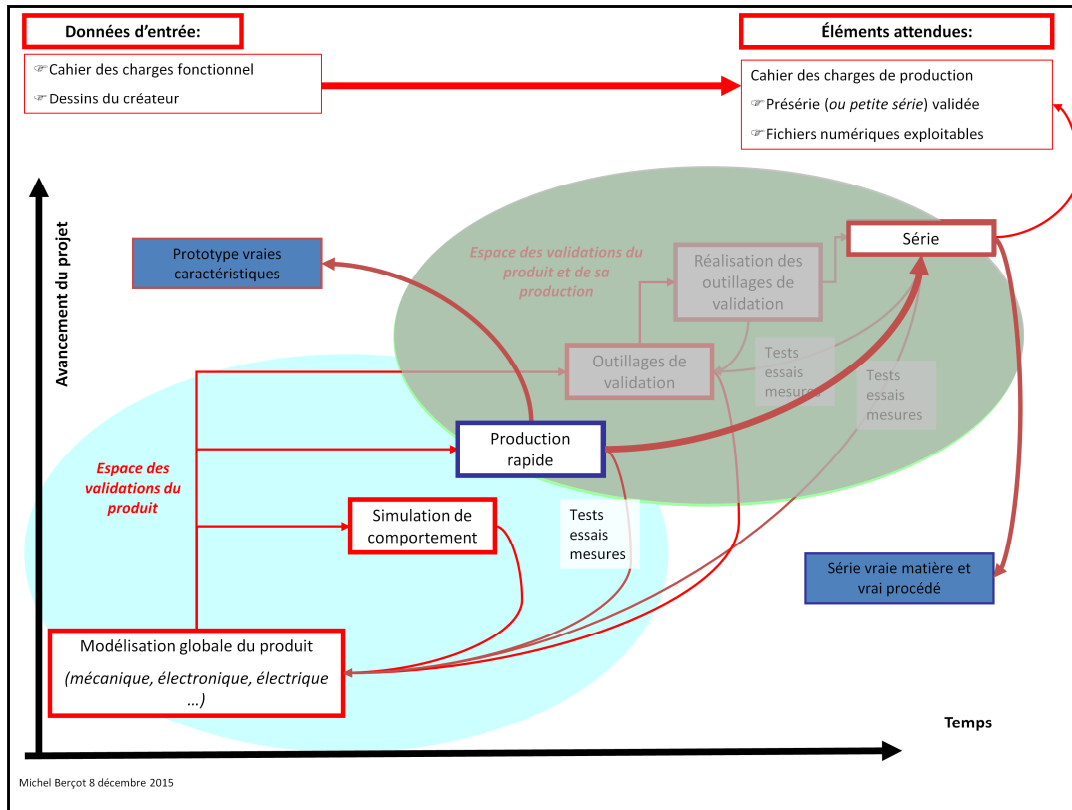 Données d'entrée:
☞Cahier des charges fonctionnel
☞Dessins du créateur
Éléments attendues:
Cahier des charges de production
☞Présérie (ou petite série) validée
☞Fichiers numériques exploitables
Avancement du projet
Prototype vraies
caractéristiques
Espace des validations du
produit et de sa
production
Réalisation des
outillages de
validation
Série
Outillages de
validation
Tests
essais
mesures
Tests
essais
mesures
Production
rapide
Espace des
validations du
produit
Simulation de
comportement
Tests
essais
mesures
Série vraie matière et
vrai procédé
Modélisation globale du produit
(mécanique, électronique, électrique
…)
Temps
Michel Berçot 8 décembre 2015